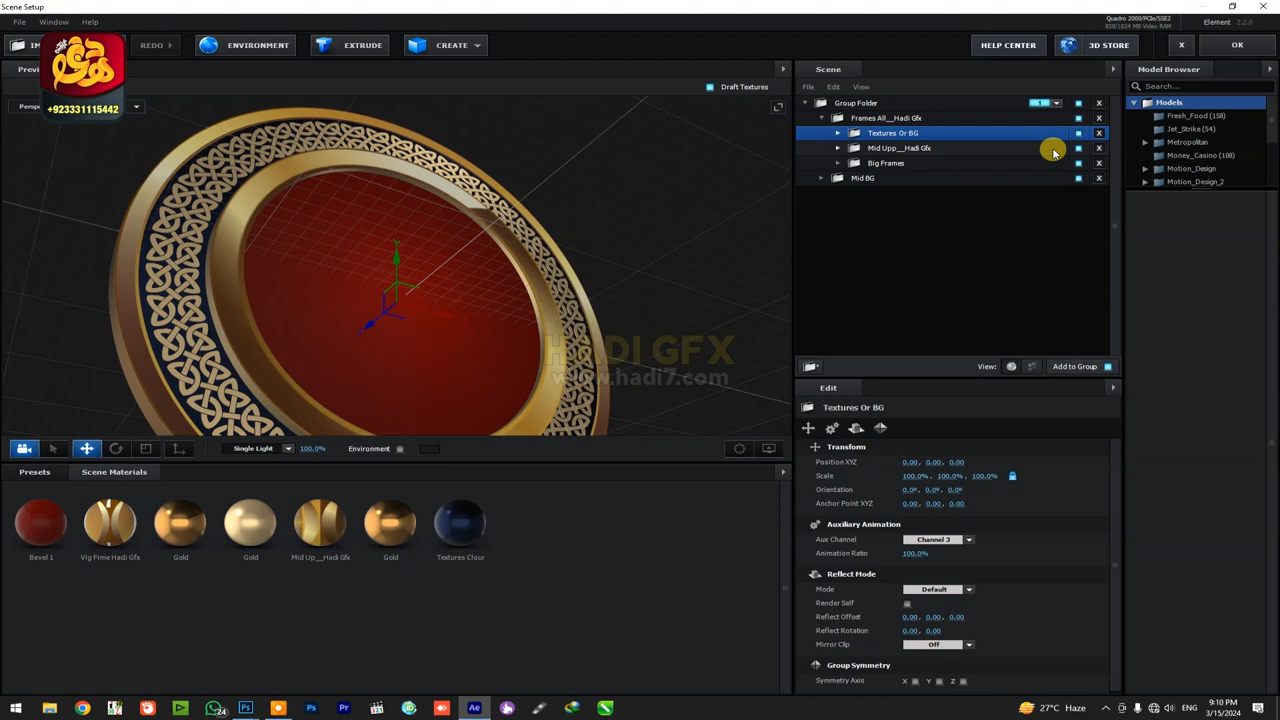 Scene Setup
File Window Help
Quadro 2000/PCIe/SSE2
858/1024 MB Video RAM
Element 2.2.0
IM
REDO
ENVIRONMENT
EXTRUDE
CREATE
HELP CENTER
3D STORE
X
OK
+923331115442
Draft Textures
Scene
File Edit View
Group Folder
Frames All__Hadi Gfx
Textures Or BG
Mid Upp__Hadi Gfx
Big Frames
Mid BG
X
X
X
X
X
X
View:
Add to Group
Model Browser
Search...
Models
Fresh_Food (158)
Jet_Strike (54)
Metropolitan
Money_Casino (108)
Motion_Design
Motion_Design_2
HADI GFX
www.hadi7.com
Single Light
100.0%
Environment
Presets
Scene Materials
Bevel 1
Vig Frme Hadi Gfx
Gold
Gold
Mid Up__Hadi Gfx
Gold
Textures Clour
Edit
Textures Or BG
Transform
Position XYZ 0.00, 0.00, 0.00
Scale 100.0%, 100.0%, 100.0%
Orientation 0.0°, 0.0°, 0.0°
Anchor Point XYZ 0.00, 0.00, 0.00
Auxiliary Animation
Aux Channel Channel 3
Animation Ratio 100.0%
Reflect Mode
Mode Default
Render Self
Reflect Offset 0.00, 0.00, 0.00
Reflect Rotation 0.00, 0.00
Mirror Clip Off
Group Symmetry
Symmetry Axis X Y Z
27°C Haze
9:10 PM
3/15/2024